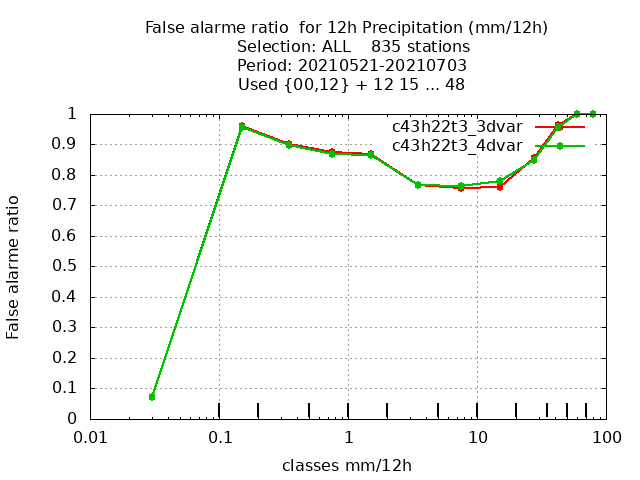 False alarme ratio  for 12h Precipitation (mm/12h)
Selection: ALL    835 stations
Period: 20210521-20210703
Used {00,12} + 12 15 ... 48
c43h22t3_3dvar
c43h22t3_4dvar
False alarme ratio
1
0.9
0.8
0.7
0.6
0.5
0.4
0.3
0.2
0.1
0
0.01 0.1 1 10 100
classes mm/12h